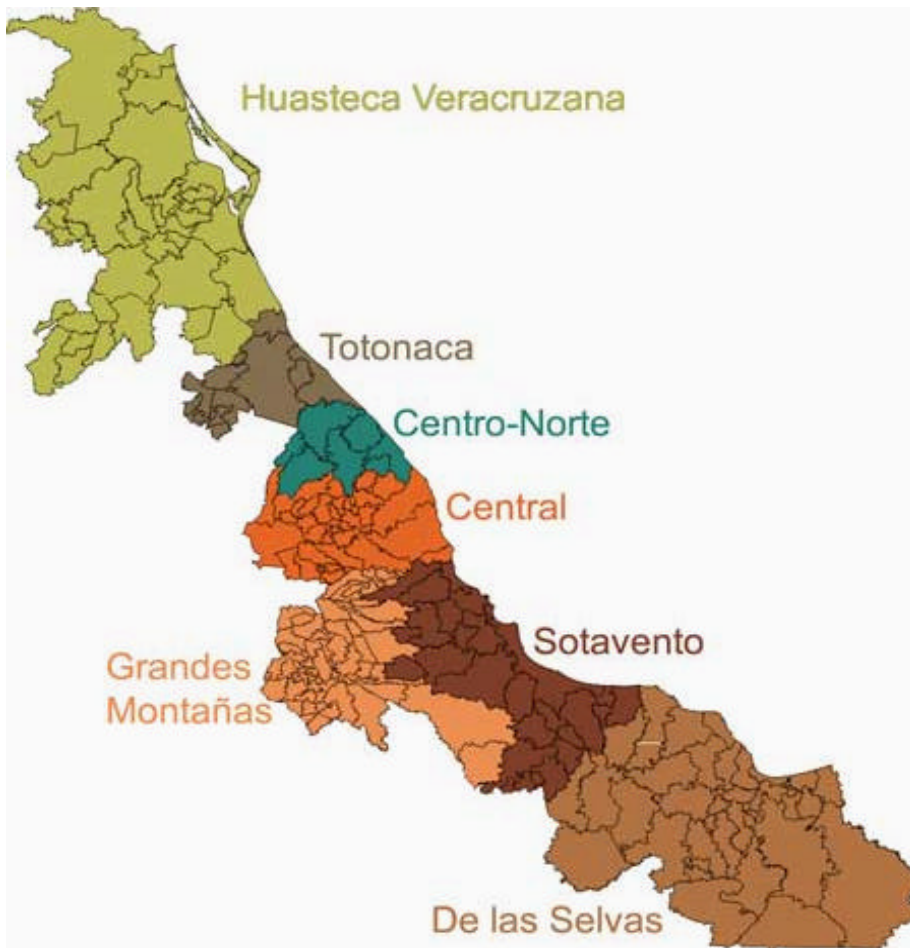 Huasteca Veracruzana
Totonaca
Centro-Norte
Central
Sotavento
Grandes
Montañas
De las Selvas